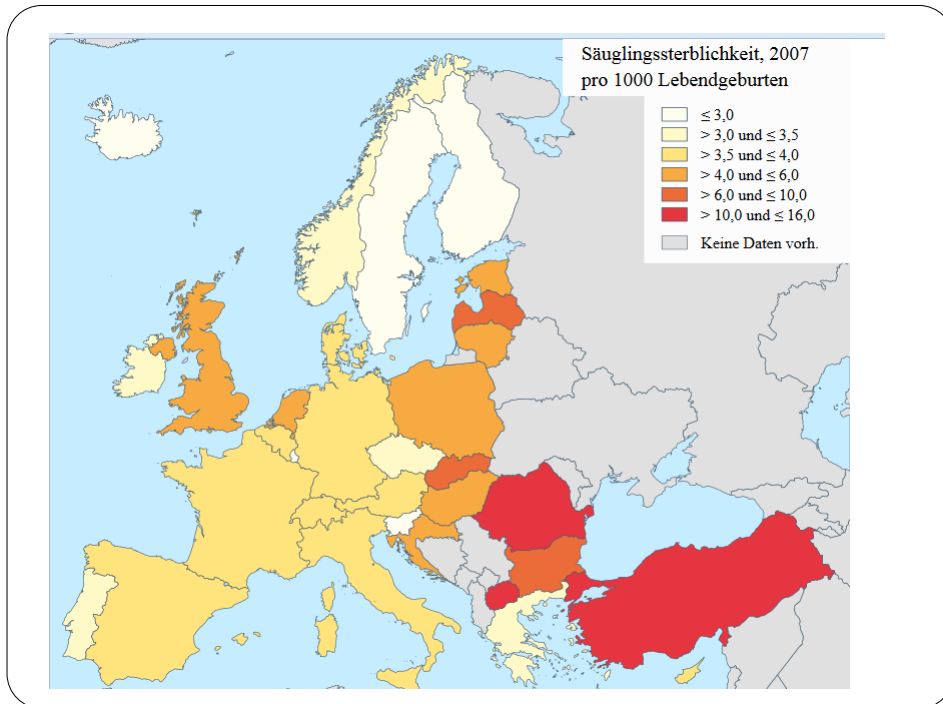 Säuglingssterblichkeit, 2007
pro 1000 Lebendgeburten
≤ 3,0
> 3,0 und ≤ 3,5
> 3,5 und ≤ 4,0
> 4,0 und ≤ 6,0
> 6,0 und ≤ 10,0
> 10,0 und ≤ 16,0
Keine Daten vorh.